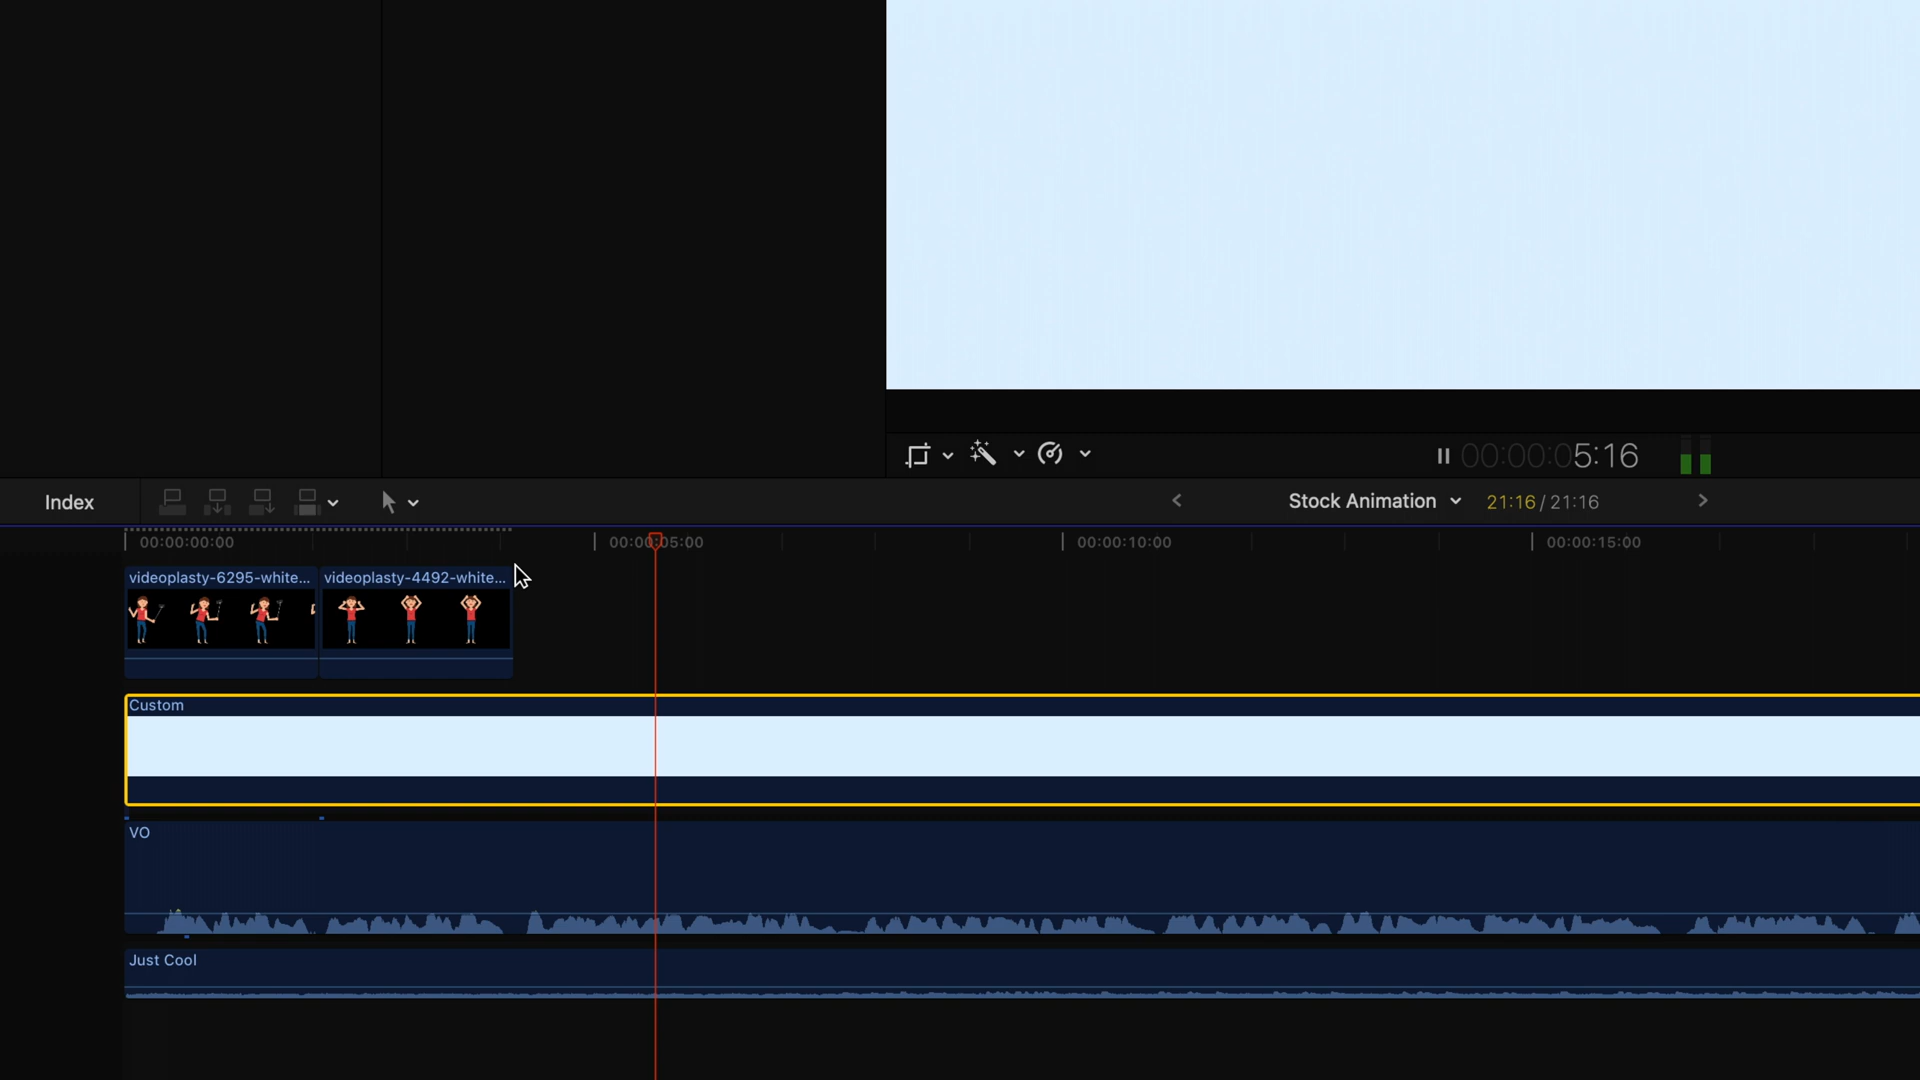 00:00:05:16
Index
Stock Animation
21:16 / 21:16
00:00:00:00
00:00:05:00
00:00:10:00
00:00:15:00
videoplasty-6295-white...
videoplasty-4492-white...
Custom
VO
Just Cool